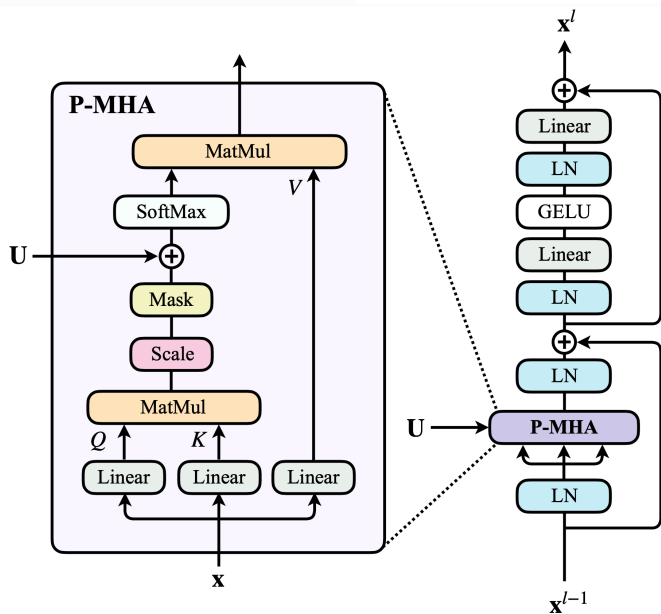 P-MHA
MatMul
V
SoftMax
U
+
Mask
Scale
MatMul
Q
K
Linear
Linear
Linear
x
x^l
+
Linear
LN
GELU
Linear
LN
+
LN
U
P-MHA
LN
x^{l−1}